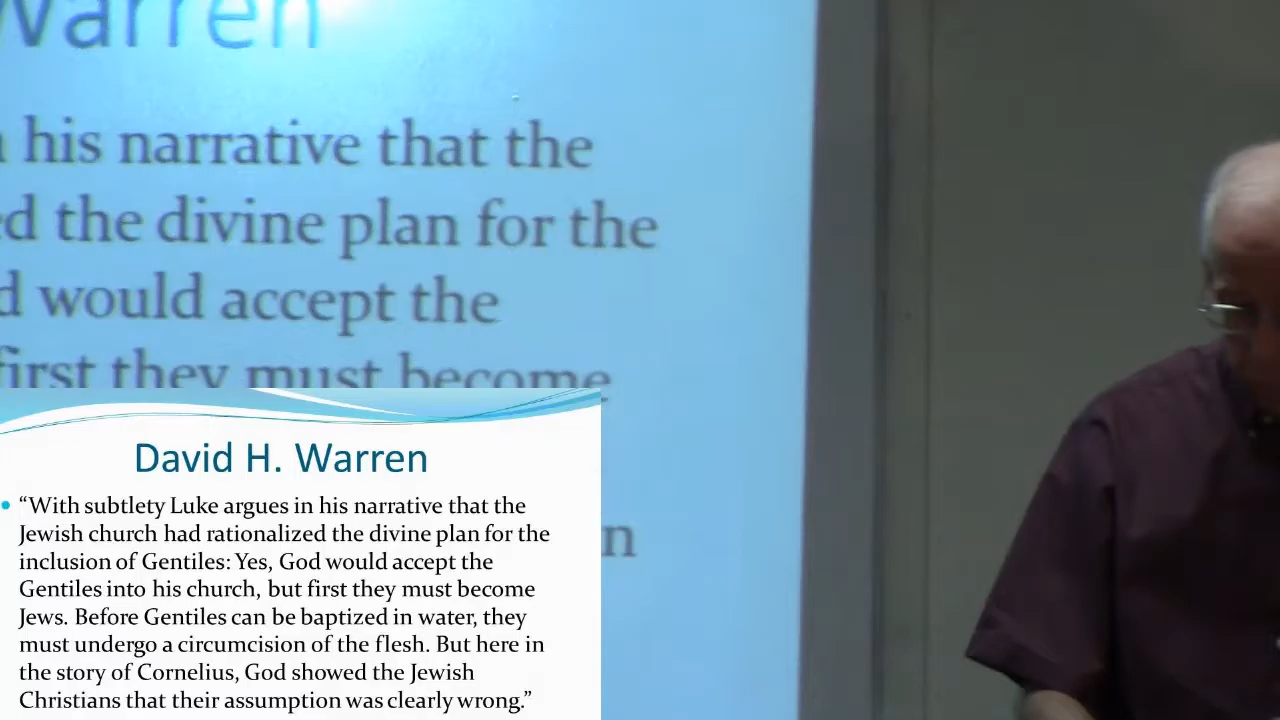 Warren
his narrative that the
ed the divine plan for the
d would accept the
first they must become
David H. Warren
• “With subtlety Luke argues in his narrative that the
Jewish church had rationalized the divine plan for the
inclusion of Gentiles: Yes, God would accept the
Gentiles into his church, but first they must become
Jews. Before Gentiles can be baptized in water, they
must undergo a circumcision of the flesh. But here in
the story of Cornelius, God showed the Jewish
Christians that their assumption was clearly wrong.”
n